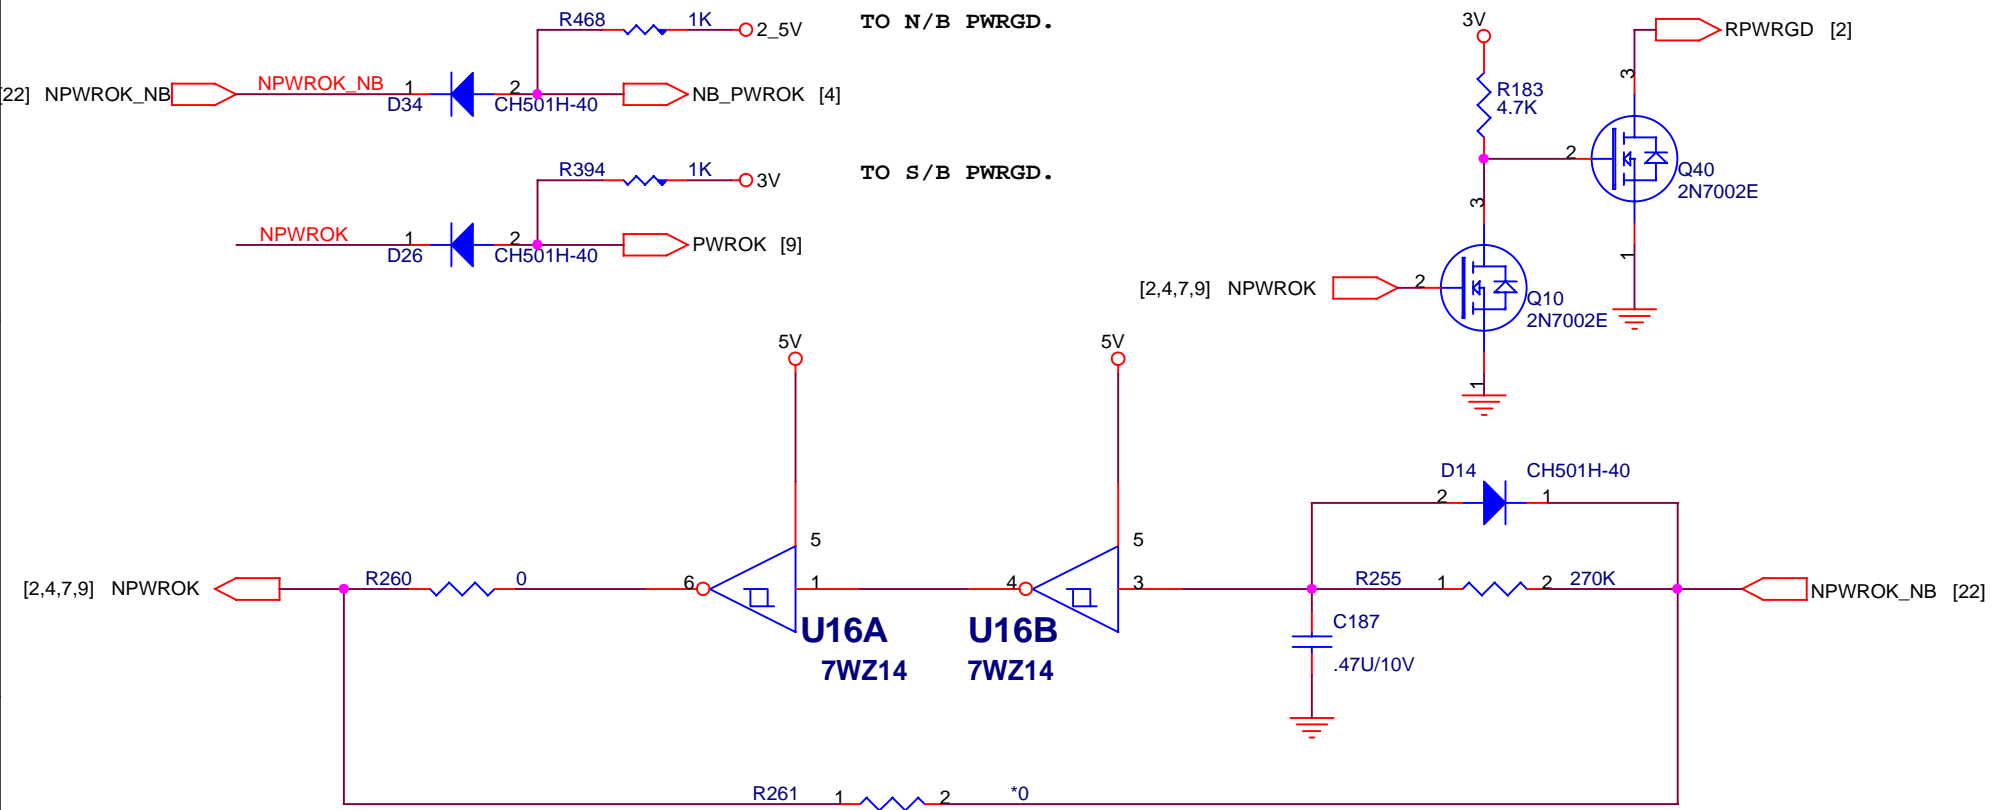 R468 1K 2_5V TO N/B PWRGD.
[22] NPWROK_NB NPWROK_NB 1 2 NB_PWROK [4]
D34 CH501H-40
R394 1K 3V TO S/B PWRGD.
NPWROK 1 2 PWROK [9]
D26 CH501H-40
3V RPWRGD [2]
3
R183
4.7K
2
Q40
2N7002E
3
1
[2,4,7,9] NPWROK 2
Q10
2N7002E
1
5V 5V
D14 CH501H-40
2 1
5 5
[2,4,7,9] NPWROK R260 0 6 1 4 3 R255 1 2 270K NPWROK_NB [22]
U16A U16B
7WZ14 7WZ14
C187
.47U/10V
R261 1 2 *0